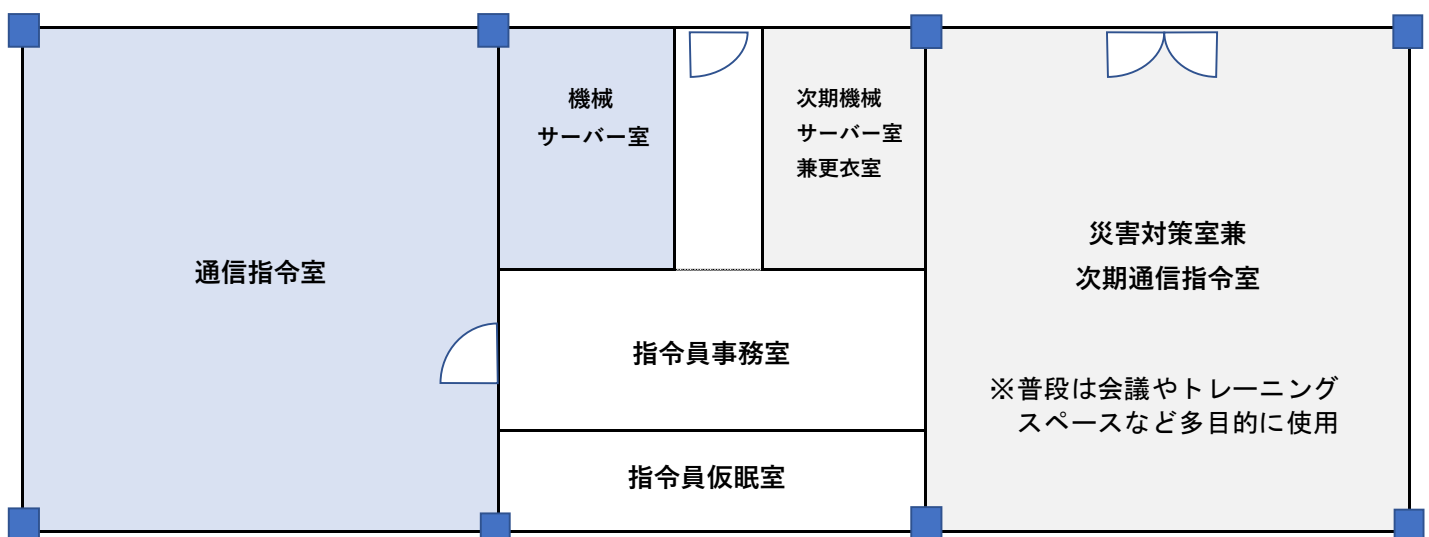 通信指令室
機械
サーバー室
次期機械
サーバー室
兼更衣室
指令員事務室
指令員仮眠室
災害対策室兼
次期通信指令室
※普段は会議やトレーニング
スペースなど多目的に使用